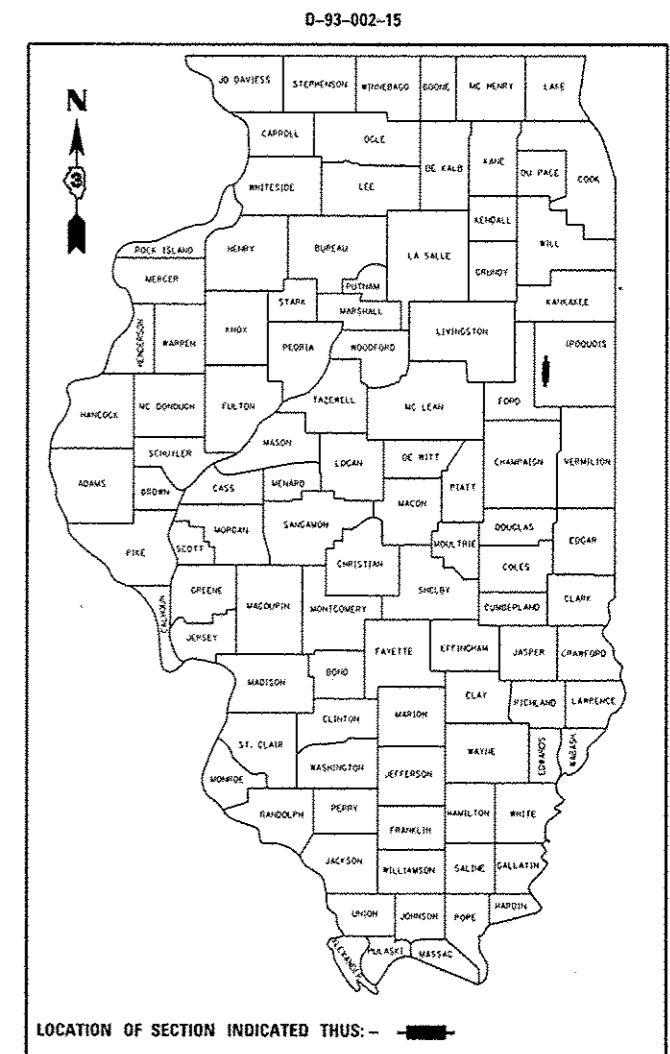 D-93-002-15
N
JO DAVIESS STEPHENSON WINNEBAGO BOONE MC HENRY LAKE
CARROLL OGLE DE KALB KANE DU PAGE COOK
WHITESIDE LEE KENDALL WILL
ROCK ISLAND HENRY BUREAU LA SALLE GRUNDY
MERCER STARK PUTNAM MARSHALL KANKAKEE
HENDERSON WARREN KNOX PEORIA WOODFORD LIVINGSTON IROQUOIS
HANCOCK MC DONOUGH FULTON TAZEWELL MC LEAN FORD
SCHUYLER MASON LOGAN DE WITT CHAMPAIGN VERMILION
ADAMS BROWN CASS MENARD MACON PIATT
PIKE SCOTT MORGAN SANGAMON CHRISTIAN MOULTRIE DOUGLAS EDGAR
COLES
CALHOUN GREENE MACOUPIN MONTGOMERY SHELBY CUMBERLAND CLARK
JERSEY FAYETTE EFFINGHAM JASPER CRAWFORD
MADISON BOND CLAY RICHLAND LAWRENCE
CLINTON MARION
ST. CLAIR WAYNE EDWARDS WABASH
MONROE WASHINGTON JEFFERSON
RANDOLPH PERRY HAMILTON WHITE
FRANKLIN
JACKSON WILLIAMSON SALINE GALLATIN
UNION JOHNSON POPE HARDIN
ALEXANDER PULASKI MASSAC
LOCATION OF SECTION INDICATED THUS: -